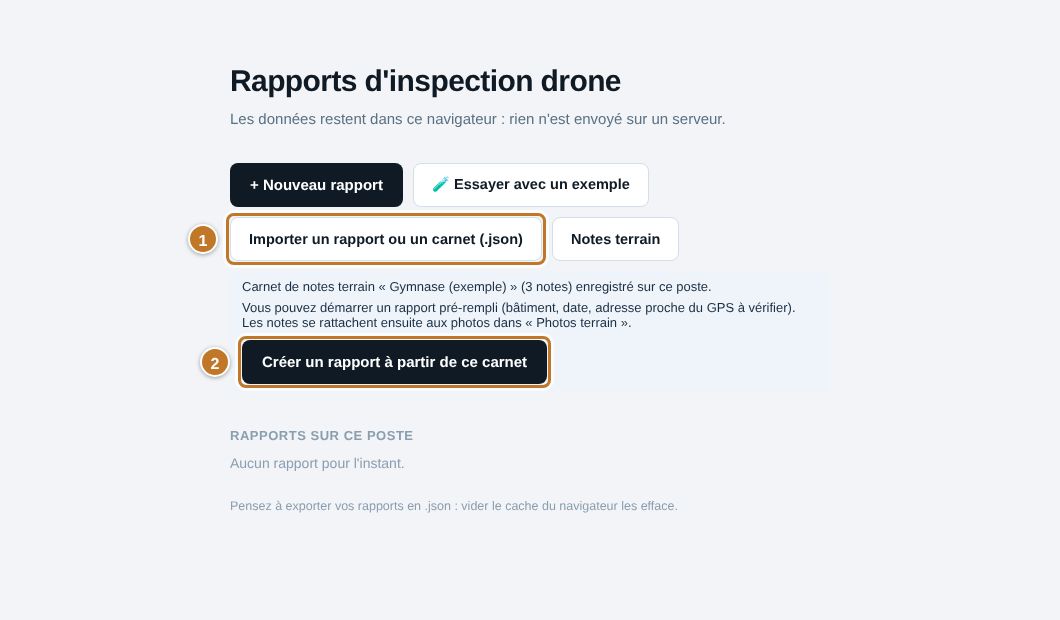 Rapports d'inspection drone
Les données restent dans ce navigateur : rien n'est envoyé sur un serveur.
+ Nouveau rapport
🧪 Essayer avec un exemple
1
Importer un rapport ou un carnet (.json)
Notes terrain
Carnet de notes terrain « Gymnase (exemple) » (3 notes) enregistré sur ce poste.
Vous pouvez démarrer un rapport pré-rempli (bâtiment, date, adresse proche du GPS à vérifier).
Les notes se rattachent ensuite aux photos dans « Photos terrain ».
2
Créer un rapport à partir de ce carnet
RAPPORTS SUR CE POSTE
Aucun rapport pour l'instant.
Pensez à exporter vos rapports en .json : vider le cache du navigateur les efface.